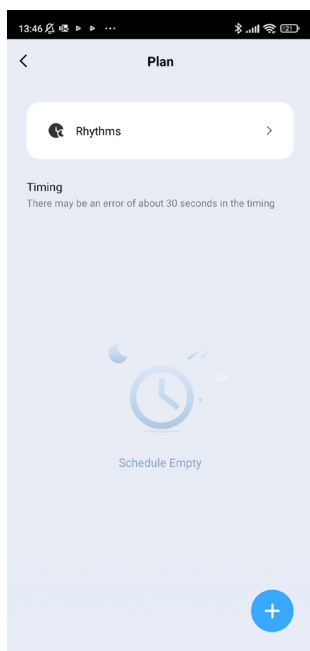 13:46 ... 21
Plan
Rhythms
Timing
There may be an error of about 30 seconds in the timing
Schedule Empty